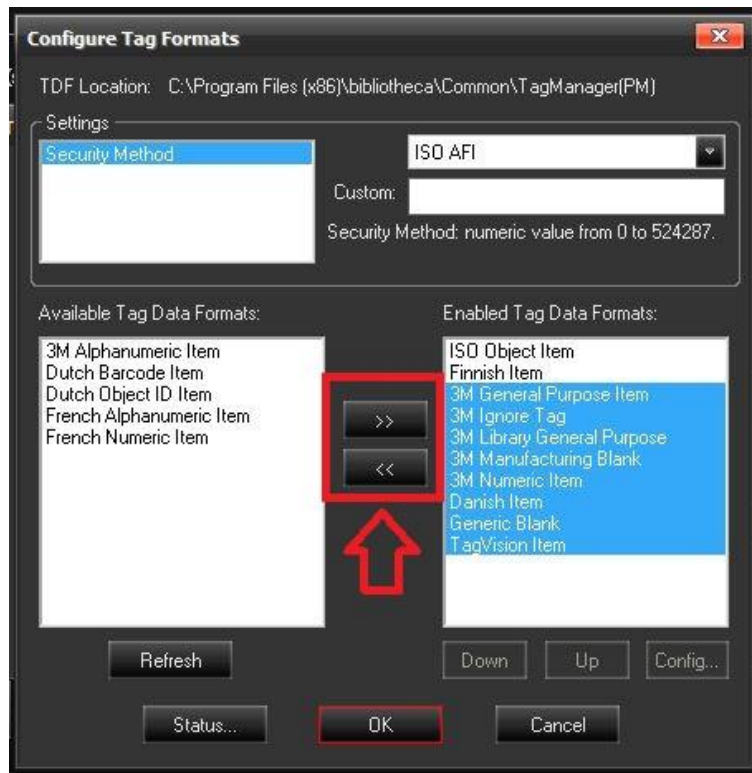 Configure Tag Formats
TDF Location: C:\Program Files (x86)\bibliotheca\Common\TagManager(PM)
Settings
Security Method
ISO AFI
Custom:
Security Method: numeric value from 0 to 524287.
Available Tag Data Formats:
3M Alphanumeric Item
Dutch Barcode Item
Dutch Object ID Item
French Alphanumeric Item
French Numeric Item
>>
<<
Enabled Tag Data Formats:
ISO Object Item
Finnish Item
3M General Purpose Item
3M Ignore Tag
3M Library General Purpose
3M Manufacturing Blank
3M Numeric Item
Danish Item
Generic Blank
TagVision Item
Refresh
Down
Up
Config...
Status...
OK
Cancel